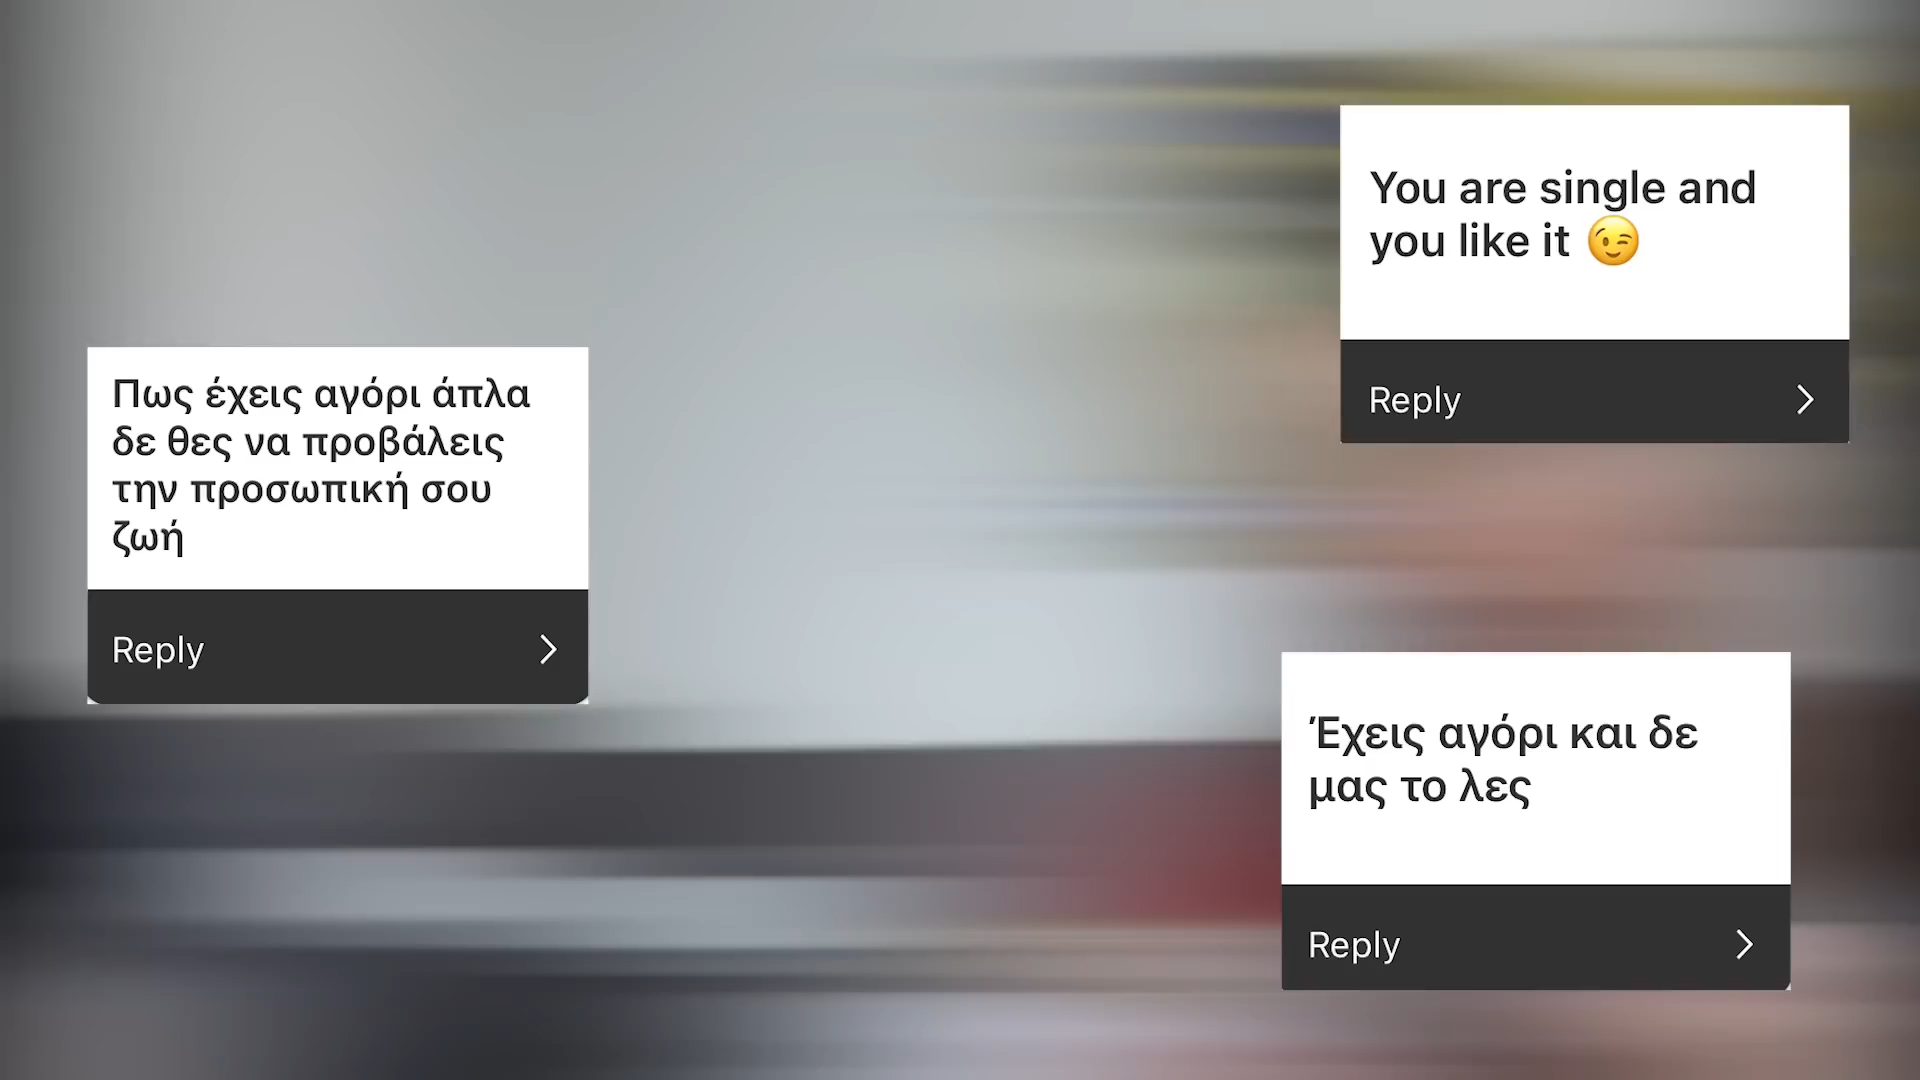 Πως έχεις αγόρι άπλα
δε θες να προβάλεις
την προσωπική σου
ζωή
Reply
You are single and
you like it 😉
Reply
Έχεις αγόρι και δε
μας το λες
Reply